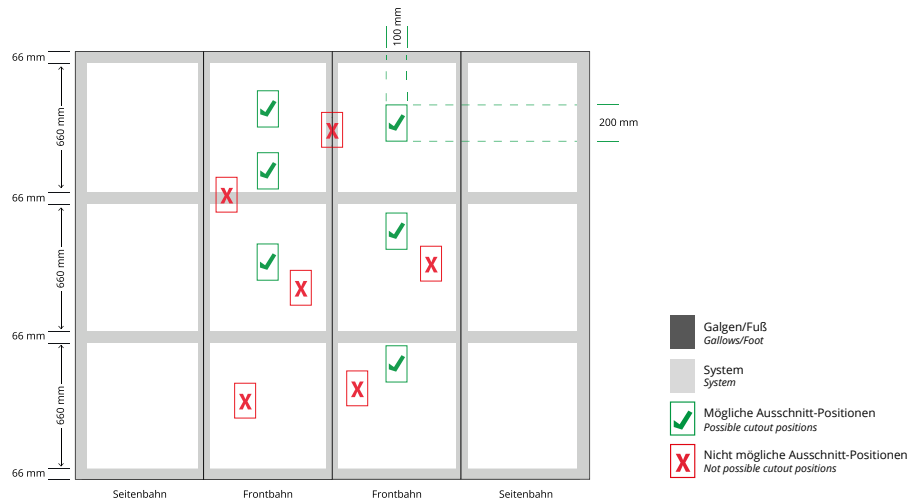 100 mm
66 mm
660 mm
200 mm
66 mm
660 mm
66 mm
660 mm
66 mm
Seitenbahn
Frontbahn
Frontbahn
Seitenbahn
Galgen/Fuß
Gallows/Foot
System
System
Mögliche Ausschnitt-Positionen
Possible cutout positions
Nicht mögliche Ausschnitt-Positionen
Not possible cutout positions